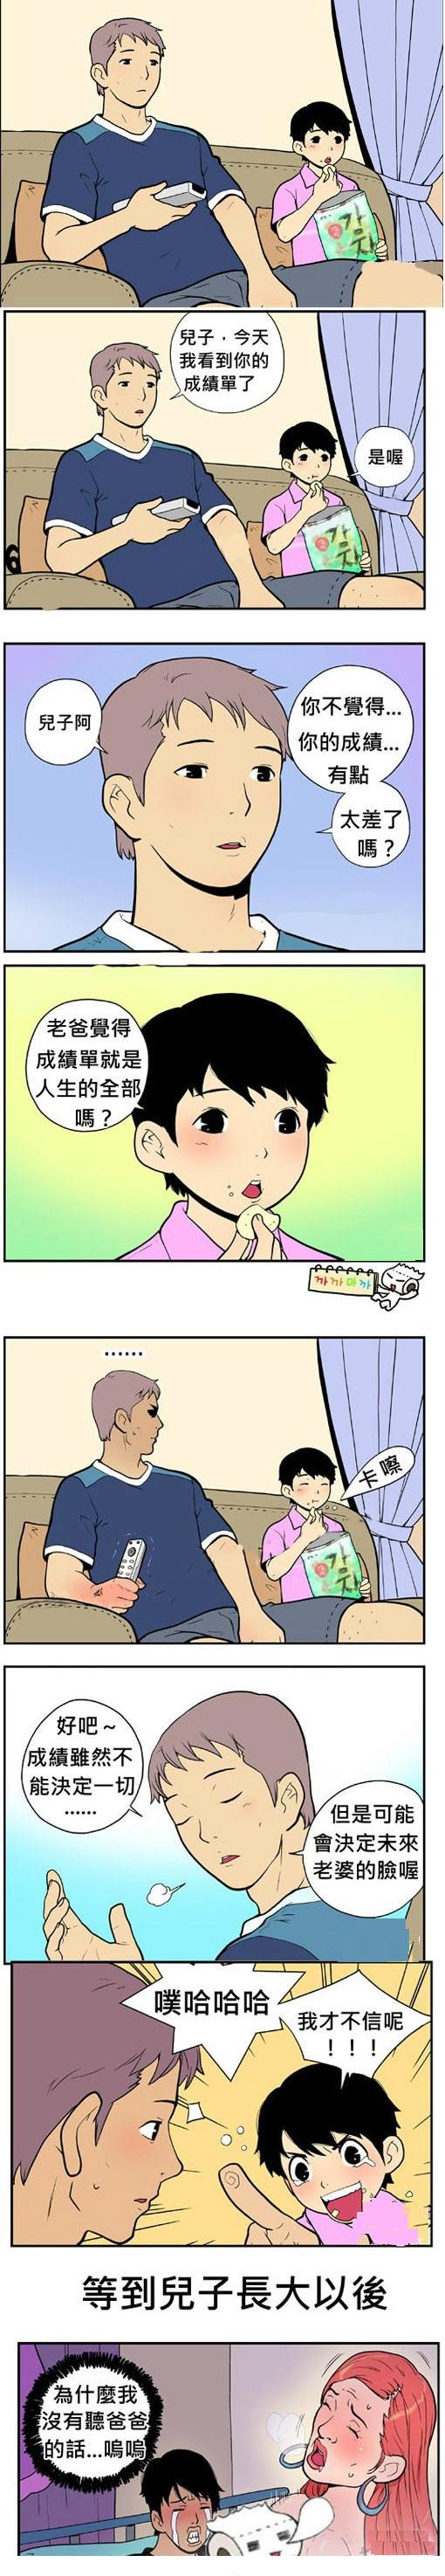 兒子，今天
我看到你的
成績單了
是喔
兒子阿
你不覺得...
你的成績...
有點
太差了
嗎？
老爸覺得
成績單就是
人生的全部
嗎？
까까머까
......
卡嚓
好吧～
成績雖然不
能決定一切
......
但是可能
會決定未來
老婆的臉喔
噗哈哈哈
我才不信呢
！！！
等到兒子長大以後
為什麼我
沒有聽爸爸
的話...嗚嗚